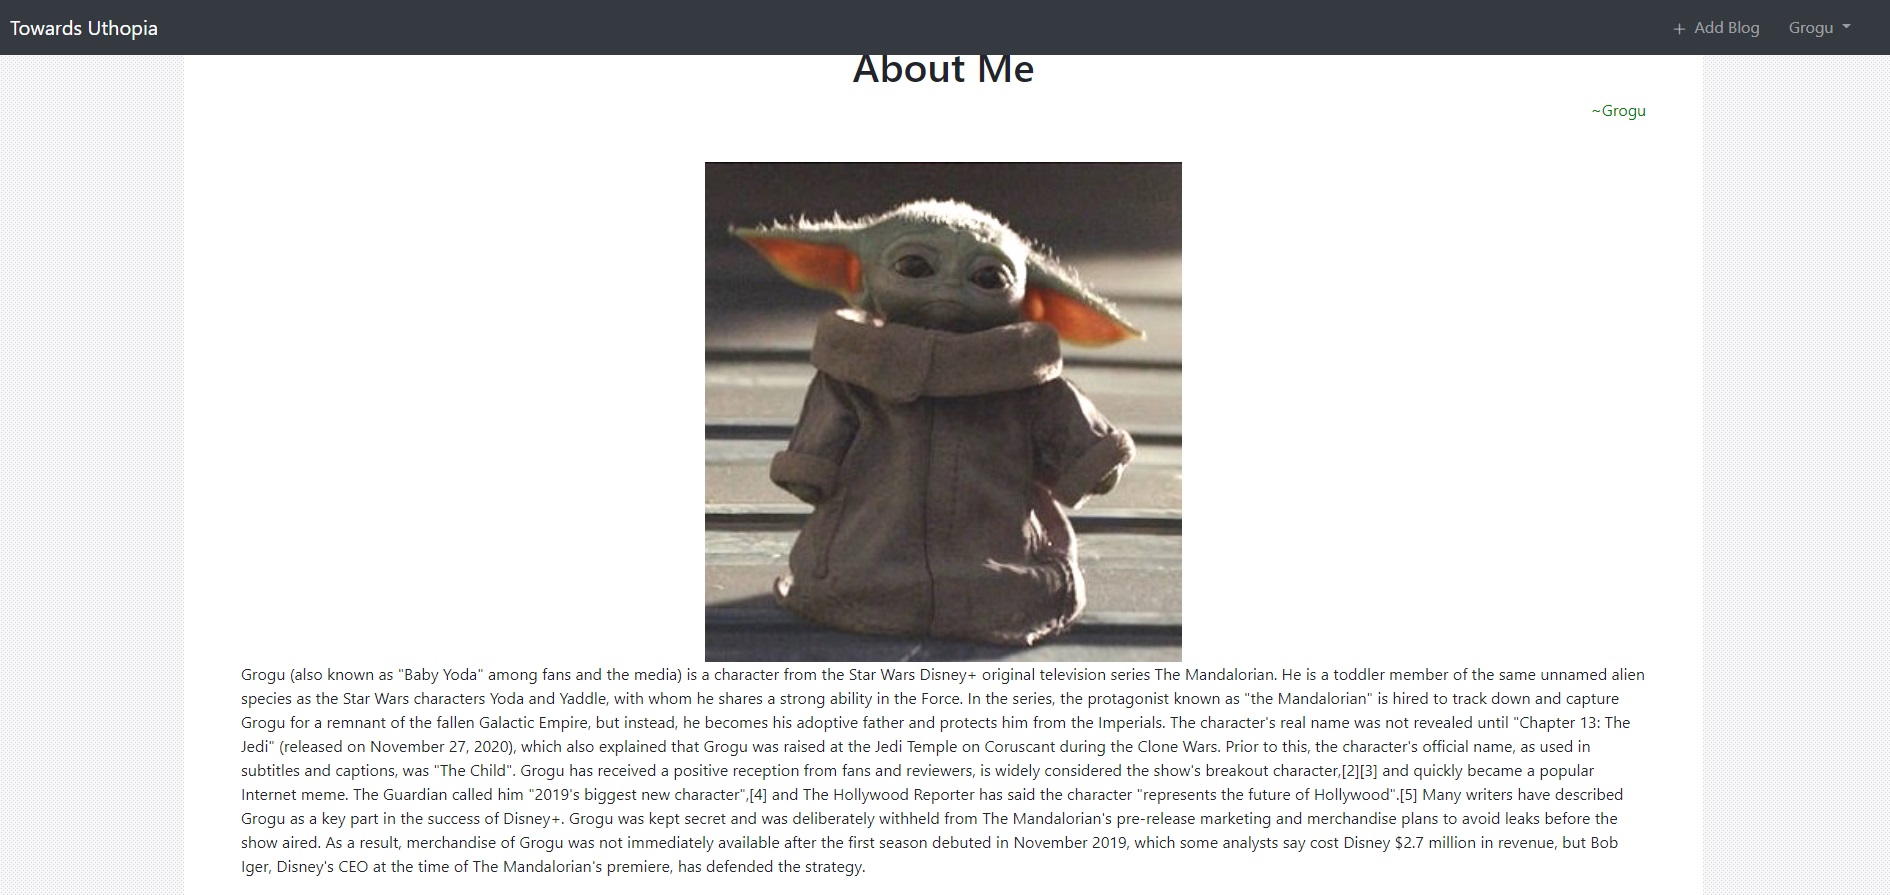 Towards Uthopia
+ Add Blog
Grogu
About Me
~Grogu
Grogu (also known as "Baby Yoda" among fans and the media) is a character from the Star Wars Disney+ original television series The Mandalorian. He is a toddler member of the same unnamed alien
species as the Star Wars characters Yoda and Yaddle, with whom he shares a strong ability in the Force. In the series, the protagonist known as "the Mandalorian" is hired to track down and capture
Grogu for a remnant of the fallen Galactic Empire, but instead, he becomes his adoptive father and protects him from the Imperials. The character's real name was not revealed until "Chapter 13: The
Jedi" (released on November 27, 2020), which also explained that Grogu was raised at the Jedi Temple on Coruscant during the Clone Wars. Prior to this, the character's official name, as used in
subtitles and captions, was "The Child". Grogu has received a positive reception from fans and reviewers, is widely considered the show's breakout character,[2][3] and quickly became a popular
Internet meme. The Guardian called him "2019's biggest new character",[4] and The Hollywood Reporter has said the character "represents the future of Hollywood".[5] Many writers have described
Grogu as a key part in the success of Disney+. Grogu was kept secret and was deliberately withheld from The Mandalorian's pre-release marketing and merchandise plans to avoid leaks before the
show aired. As a result, merchandise of Grogu was not immediately available after the first season debuted in November 2019, which some analysts say cost Disney $2.7 million in revenue, but Bob
Iger, Disney's CEO at the time of The Mandalorian's premiere, has defended the strategy.